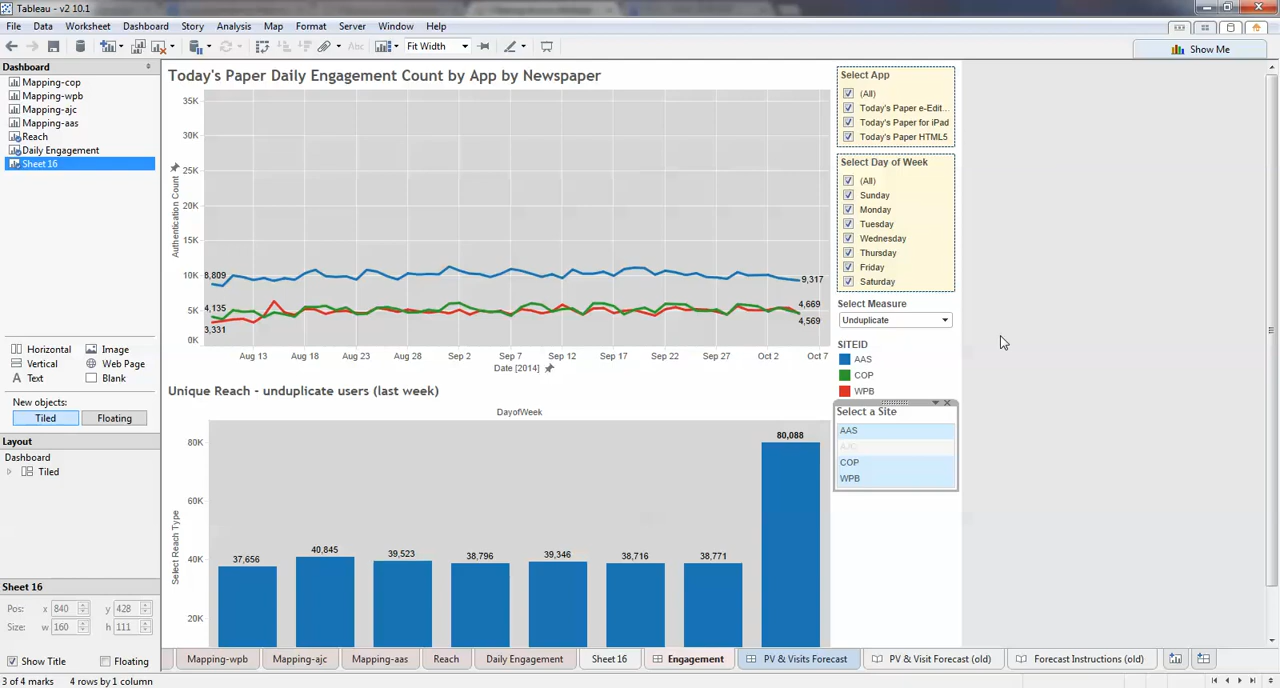 Tableau - v2 10.1
File Data Worksheet Dashboard Story Analysis Map Format Server Window Help
Abc Fit Width
Show Me
Dashboard
Mapping-cop
Mapping-wpb
Mapping-ajc
Mapping-aas
Reach
Daily Engagement
Sheet 16
Horizontal Image
Vertical Web Page
Text Blank
New objects:
Tiled Floating
Layout
Dashboard
Tiled
Sheet 16
Pos: x 840 y 428
Size: w 160 h 111
Show Title Floating
Today's Paper Daily Engagement Count by App by Newspaper
35K
30K
25K
20K
15K
10K
5K
0K
Authentication Count
8,809
4,135
3,331
9,317
4,669
4,569
Aug 13 Aug 18 Aug 23 Aug 28 Sep 2 Sep 7 Sep 12 Sep 17 Sep 22 Sep 27 Oct 2 Oct 7
Date [2014]
Unique Reach - unduplicate users (last week)
DayofWeek
80K
60K
40K
20K
Select Reach Type
37,656 40,845 39,523 38,796 39,346 38,716 38,771 80,088
Select App
(All)
Today's Paper e-Edit...
Today's Paper for iPad
Today's Paper HTML5
Select Day of Week
(All)
Sunday
Monday
Tuesday
Wednesday
Thursday
Friday
Saturday
Select Measure
Unduplicate
SITEID
AAS
COP
WPB
Select a Site
AAS
AJC
COP
WPB
Mapping-wpb Mapping-ajc Mapping-aas Reach Daily Engagement Sheet 16 Engagement PV & Visits Forecast PV & Visit Forecast (old) Forecast Instructions (old)
3 of 4 marks 4 rows by 1 column